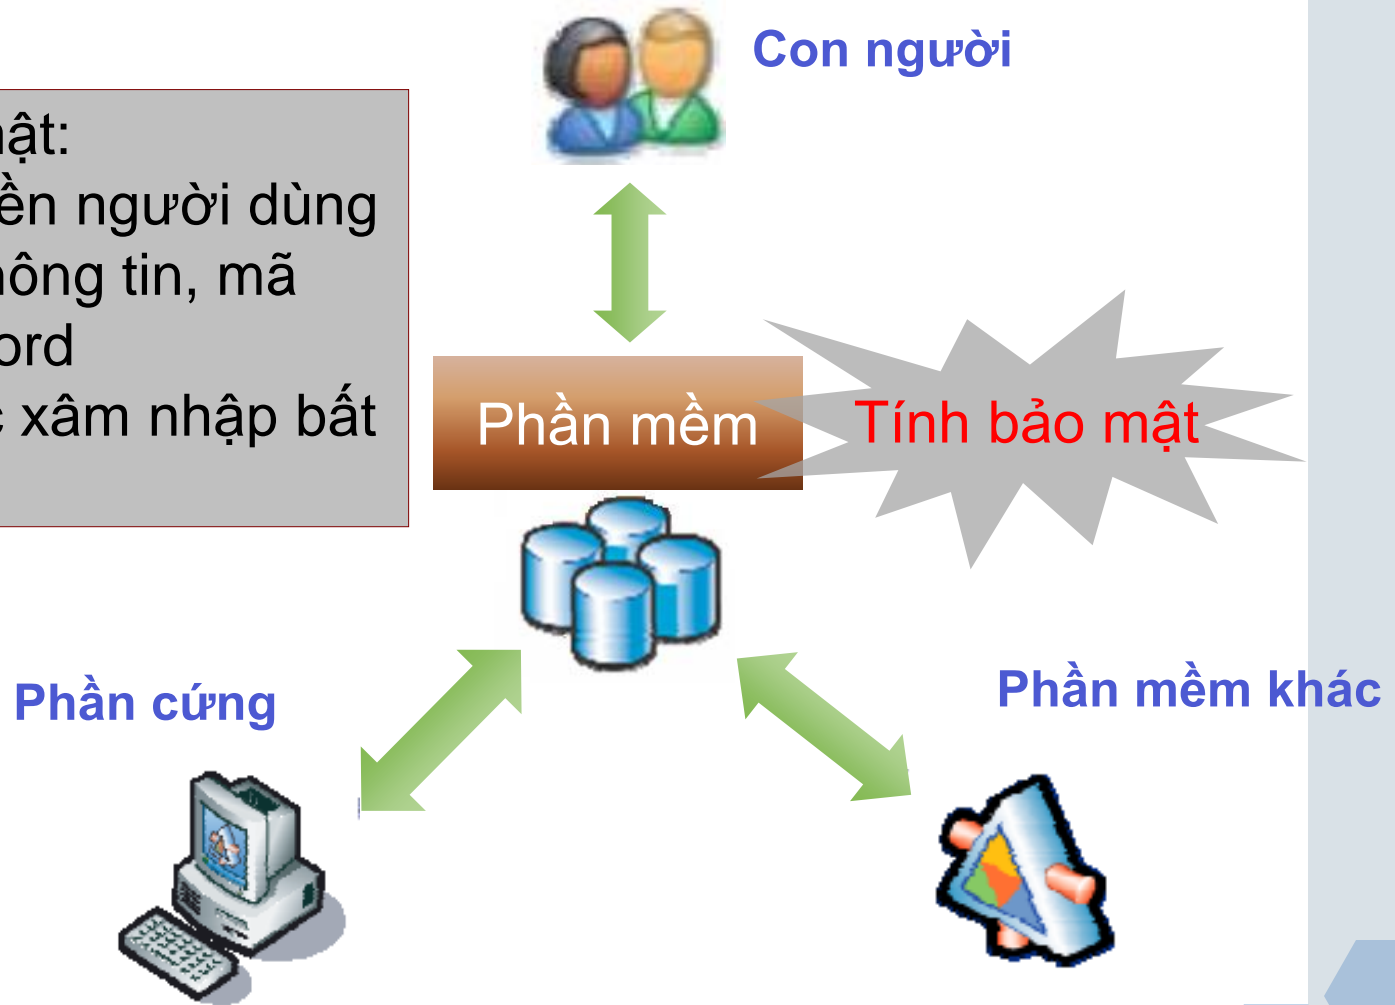 Con người
ật:
ền người dùng
ông tin, mã
ord
xâm nhập bất
Phần mềm
Tính bảo mật
Phần cứng
Phần mềm khác